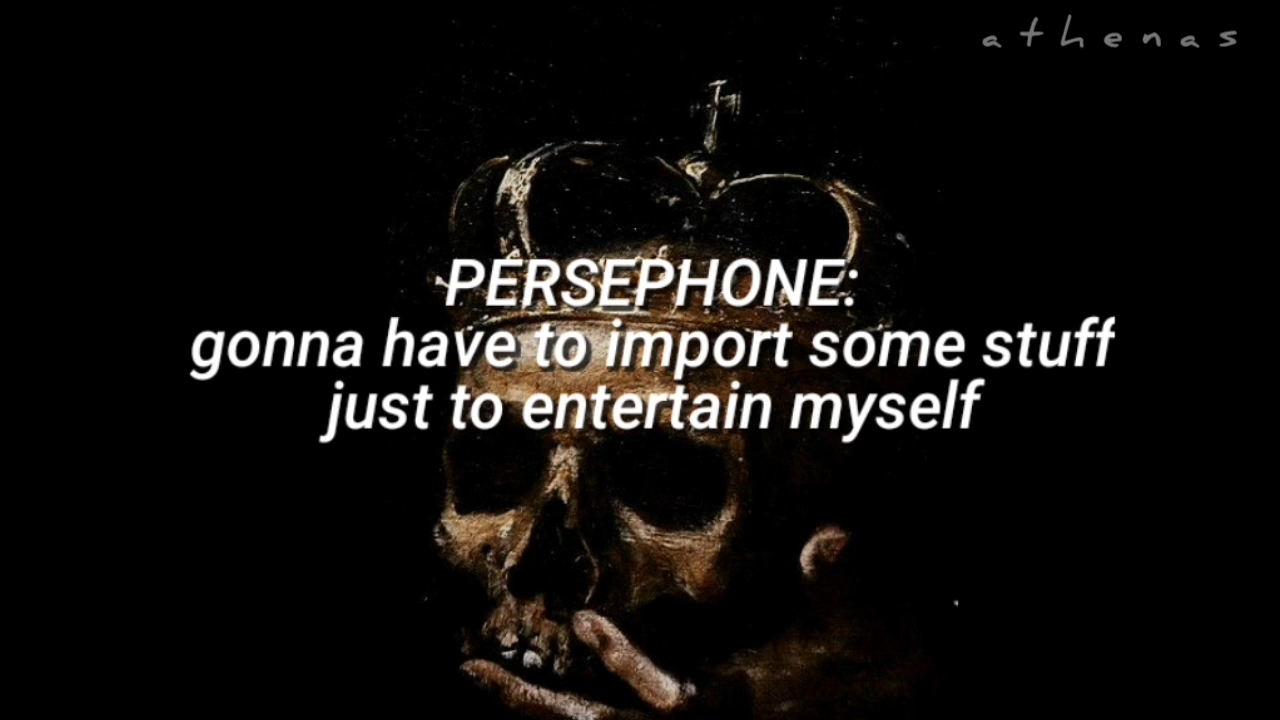 athenas
PERSEPHONE:
gonna have to import some stuff
just to entertain myself